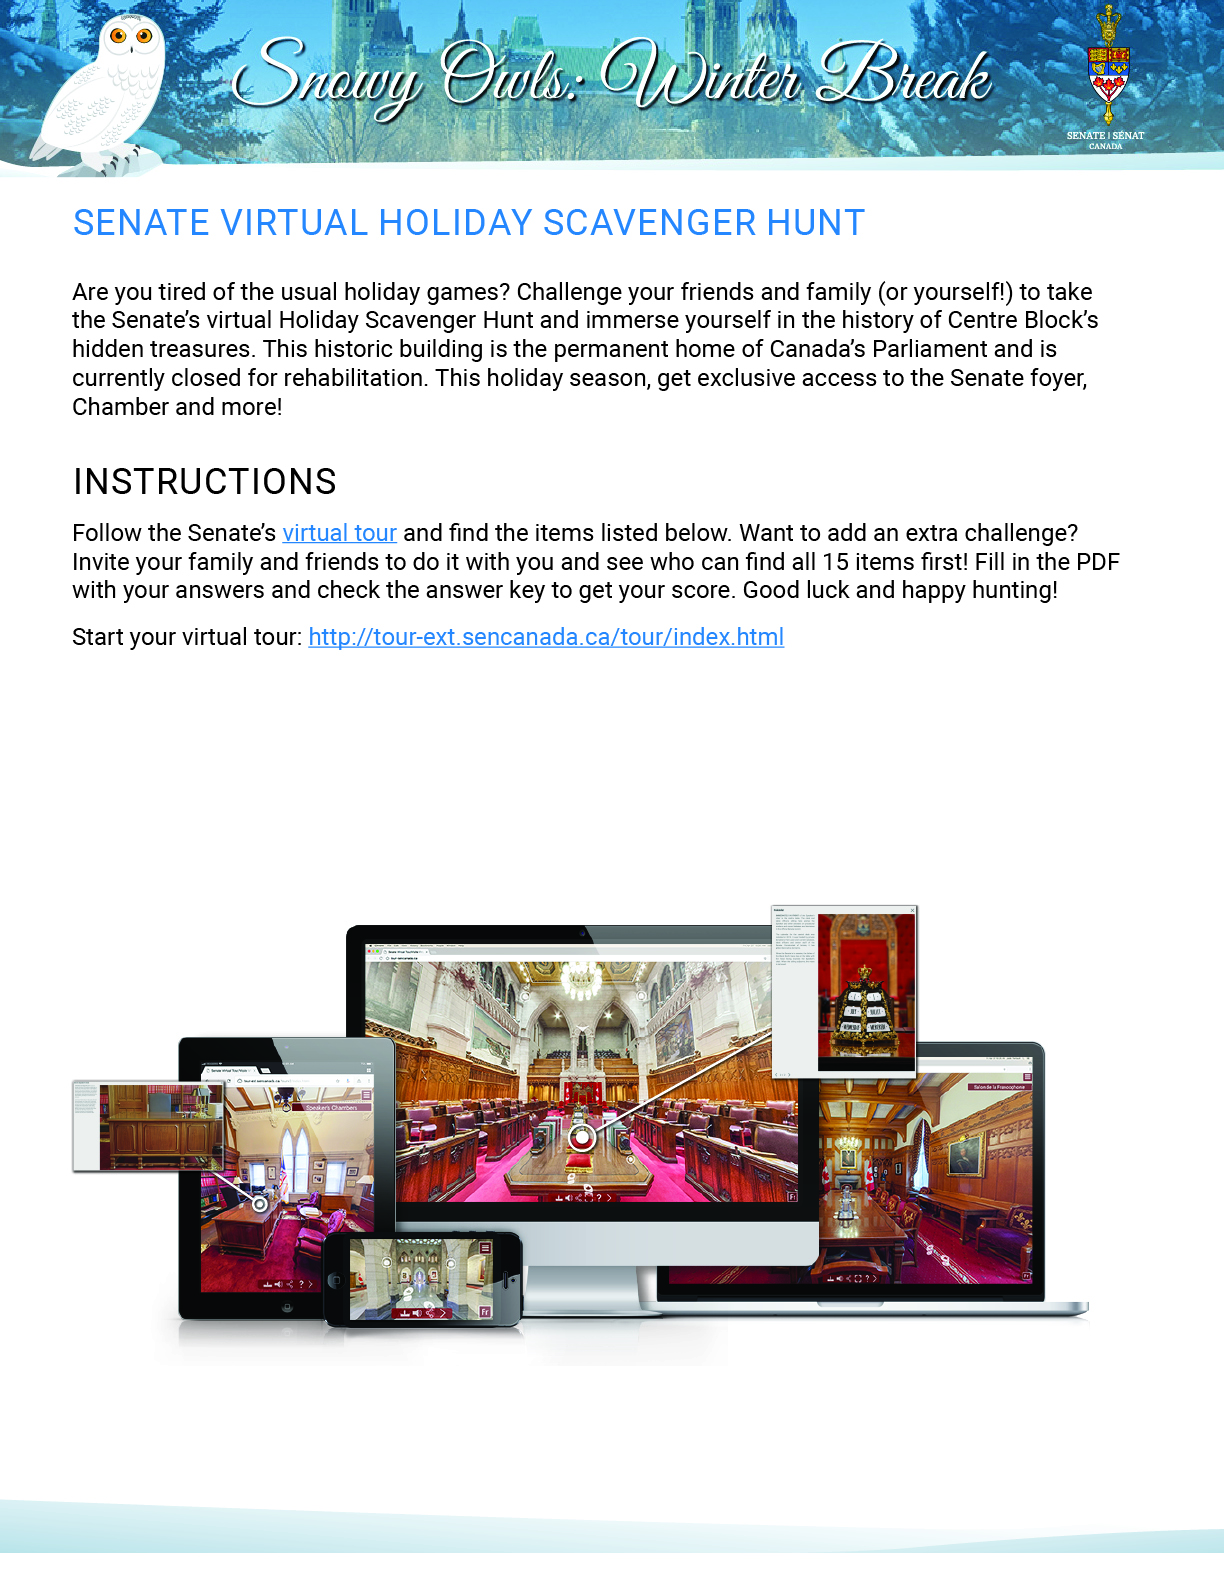 Snowy Owls: Winter Break
SENATE | SÉNAT
CANADA
SENATE VIRTUAL HOLIDAY SCAVENGER HUNT
Are you tired of the usual holiday games? Challenge your friends and family (or yourself!) to take
the Senate’s virtual Holiday Scavenger Hunt and immerse yourself in the history of Centre Block’s
hidden treasures. This historic building is the permanent home of Canada’s Parliament and is
currently closed for rehabilitation. This holiday season, get exclusive access to the Senate foyer,
Chamber and more!
INSTRUCTIONS
Follow the Senate’s virtual tour and find the items listed below. Want to add an extra challenge?
Invite your family and friends to do it with you and see who can find all 15 items first! Fill in the PDF
with your answers and check the answer key to get your score. Good luck and happy hunting!
Start your virtual tour: http://tour-ext.sencanada.ca/tour/index.html
JULY JUILLET
WEDNESDAY MERCREDI
Speaker's Chambers
Salon de la Francophonie
Fr
Fr
Fr